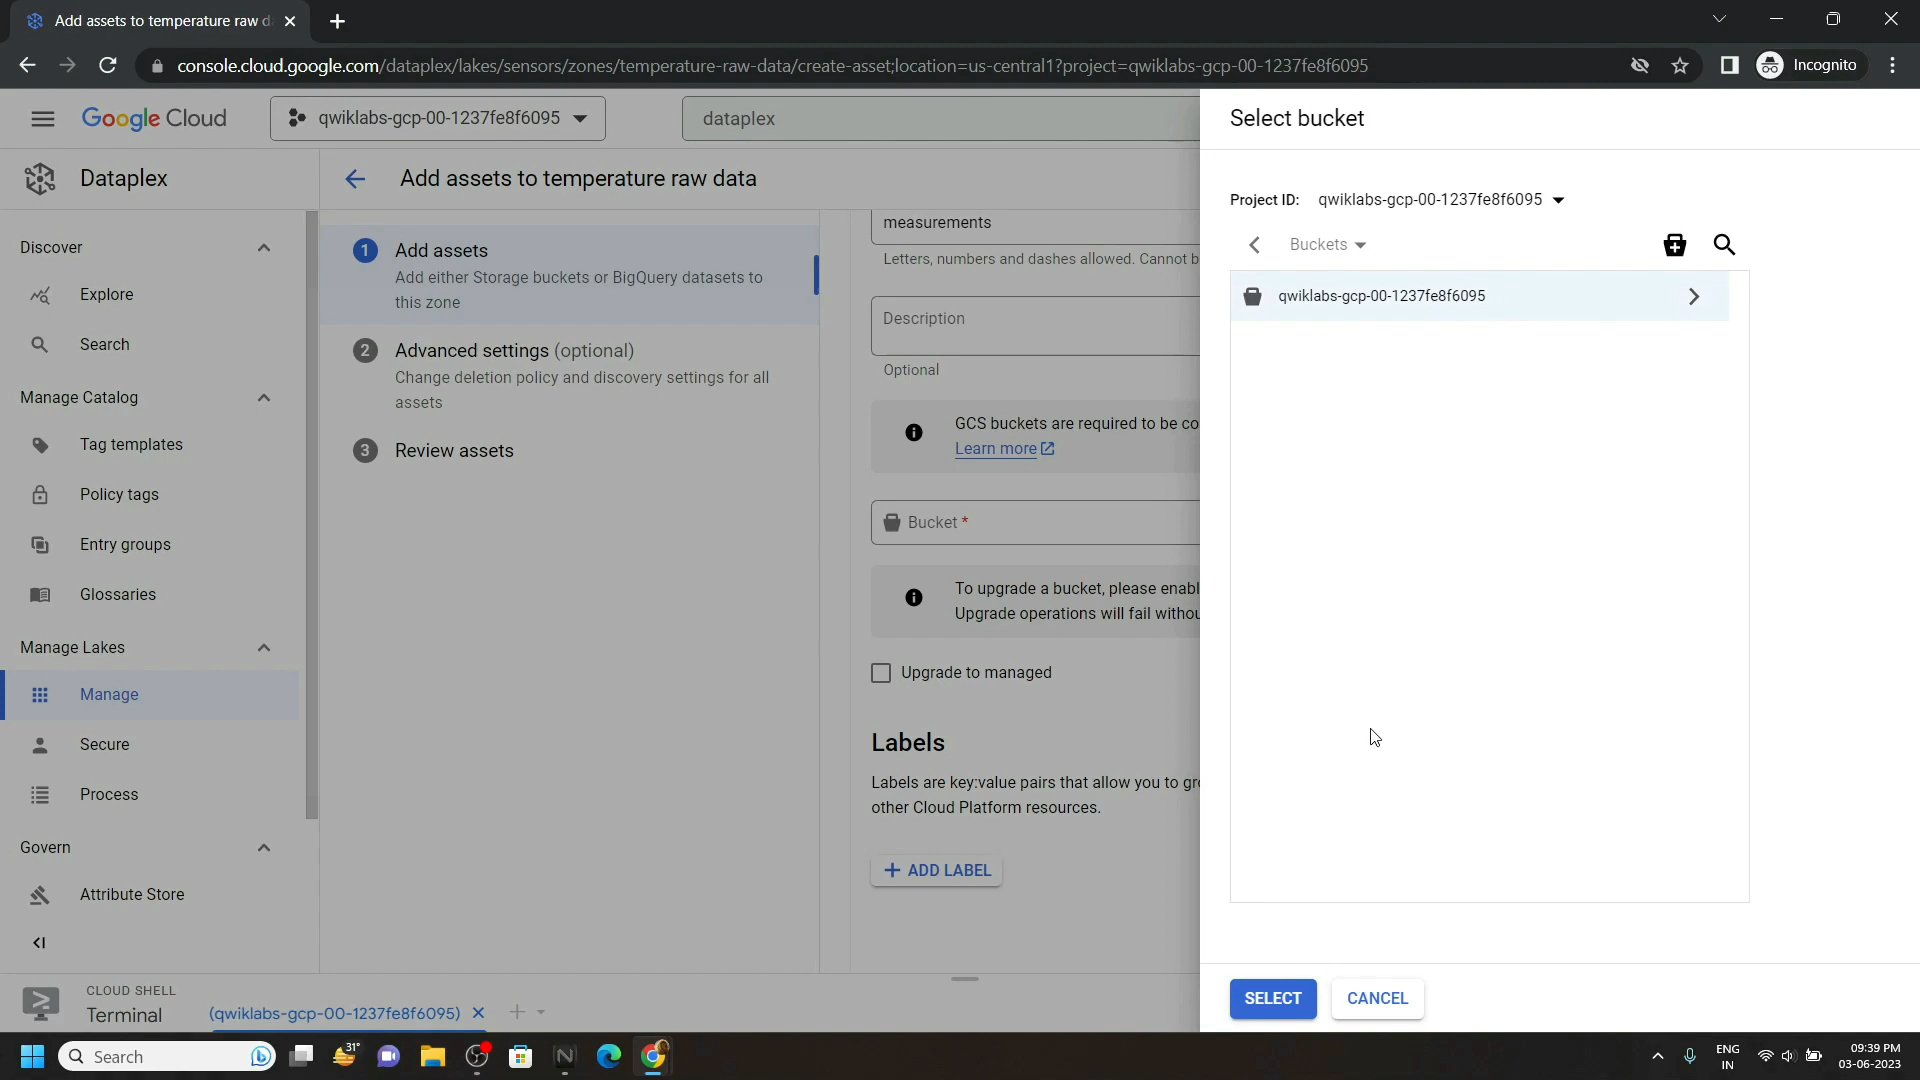 Add assets to temperature raw d
console.cloud.google.com/dataplex/lakes/sensors/zones/temperature-raw-data/create-asset;location=us-central1?project=qwiklabs-gcp-00-1237fe8f6095
Incognito
Google Cloud
qwiklabs-gcp-00-1237fe8f6095
dataplex
Dataplex
Discover
Explore
Search
Manage Catalog
Tag templates
Policy tags
Entry groups
Glossaries
Manage Lakes
Manage
Secure
Process
Govern
Attribute Store
Add assets to temperature raw data
1 Add assets
Add either Storage buckets or BigQuery datasets to
this zone
2 Advanced settings (optional)
Change deletion policy and discovery settings for all
assets
3 Review assets
measurements
Letters, numbers and dashes allowed. Cannot b
Description
Optional
GCS buckets are required to be co
Learn more
Bucket *
To upgrade a bucket, please enabl
Upgrade operations will fail withou
Upgrade to managed
Labels
Labels are key:value pairs that allow you to gr
other Cloud Platform resources.
ADD LABEL
Select bucket
Project ID: qwiklabs-gcp-00-1237fe8f6095
Buckets
qwiklabs-gcp-00-1237fe8f6095
SELECT
CANCEL
CLOUD SHELL
Terminal
(qwiklabs-gcp-00-1237fe8f6095)
Search
31°
ENG
IN
09:39 PM
03-06-2023